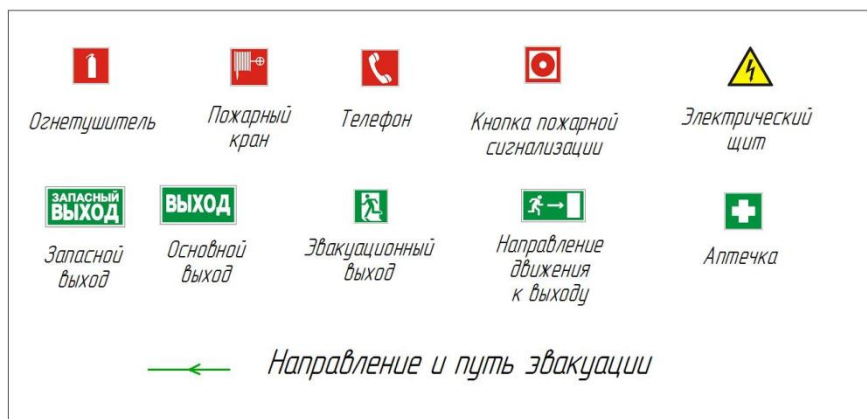 Огнетушитель
Пожарный
кран
Телефон
Кнопка пожарной
сигнализации
Электрический
щит
ЗАПАСНЫЙ
ВЫХОД
ВЫХОД
Запасной
выход
Основной
выход
Эвакуационный
выход
Направление
движения
к выходу
Аптечка
Направление и путь эвакуации